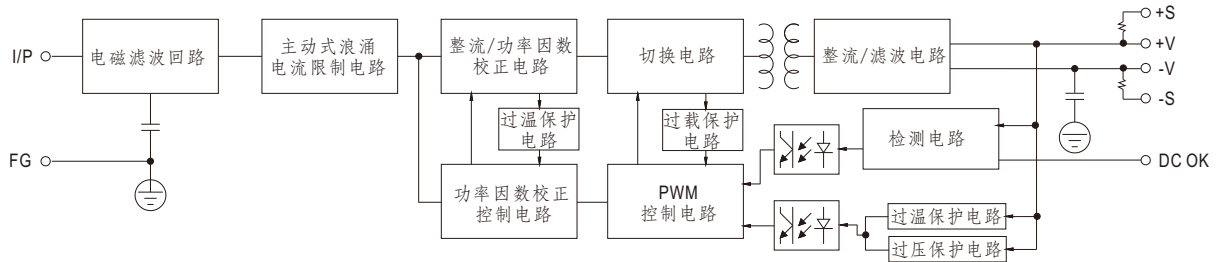 I/P
电磁滤波回路
主动式浪涌
电流限制电路
整流/功率因数
校正电路
切换电路
整流/滤波电路
+S
+V
-V
-S
过温保护
电路
过载保护
电路
检测电路
FG
DC OK
功率因数校正
控制电路
PWM
控制电路
过温保护电路
过压保护电路